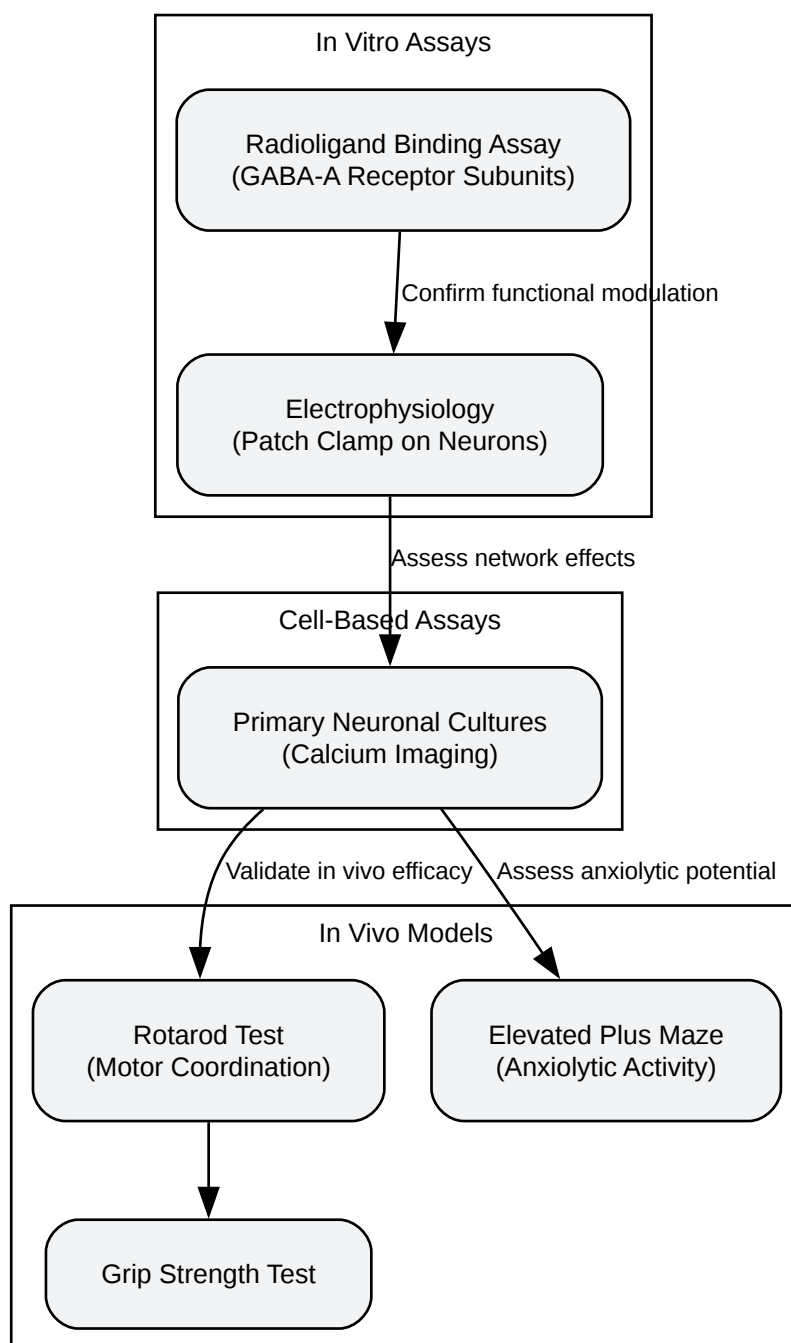 In Vitro Assays
Radioligand Binding Assay
(GABA-A Receptor Subunits)
Confirm functional modulation
Electrophysiology
(Patch Clamp on Neurons)
Assess network effects
Cell-Based Assays
Primary Neuronal Cultures
(Calcium Imaging)
Validate in vivo efficacy
Assess anxiolytic potential
In Vivo Models
Rotarod Test
(Motor Coordination)
Elevated Plus Maze
(Anxiolytic Activity)
Grip Strength Test